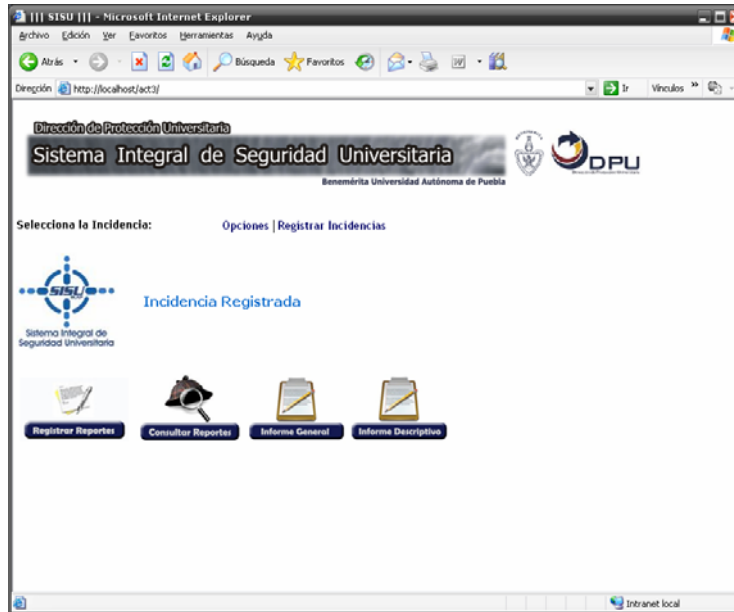 ||| SISU ||| - Microsoft Internet Explorer
Archivo Edición Ver Favoritos Herramientas Ayuda
Atrás Búsqueda Favoritos
Dirección http://localhost/act3/ Ir Vínculos »
Dirección de Protección Universitaria
Sistema Integral de Seguridad Universitaria
Benemérita Universidad Autónoma de Puebla
DPU
Selecciona la Incidencia: Opciones | Registrar Incidencias
SISU
Incidencia Registrada
Sistema Integral de
Seguridad Universitaria
Registrar Reportes Consultar Reportes Informe General Informe Descriptivo
Intranet local